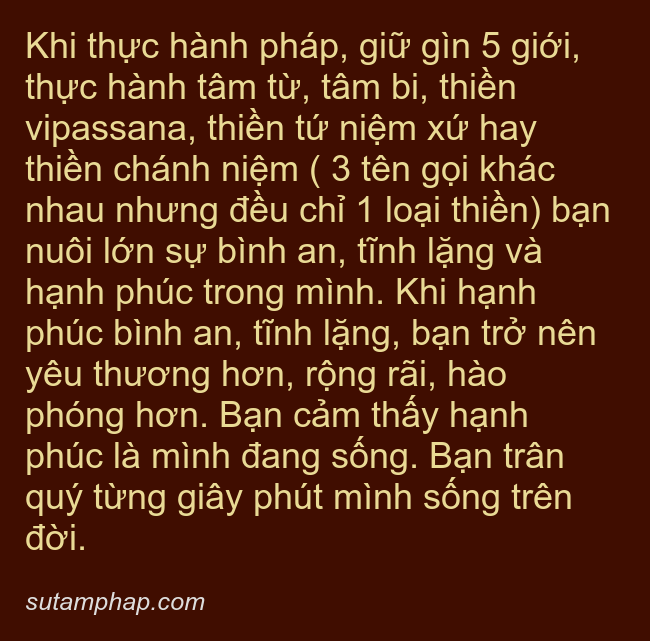 Khi thực hành pháp, giữ gìn 5 giới,
thực hành tâm từ, tâm bi, thiền
vipassana, thiền tứ niệm xứ hay
thiền chánh niệm ( 3 tên gọi khác
nhau nhưng đều chỉ 1 loại thiền) bạn
nuôi lớn sự bình an, tĩnh lặng và
hạnh phúc trong mình. Khi hạnh
phúc bình an, tĩnh lặng, bạn trở nên
yêu thương hơn, rộng rãi, hào
phóng hơn. Bạn cảm thấy hạnh
phúc là mình đang sống. Bạn trân
quý từng giây phút mình sống trên
đời.
sutamphap.com